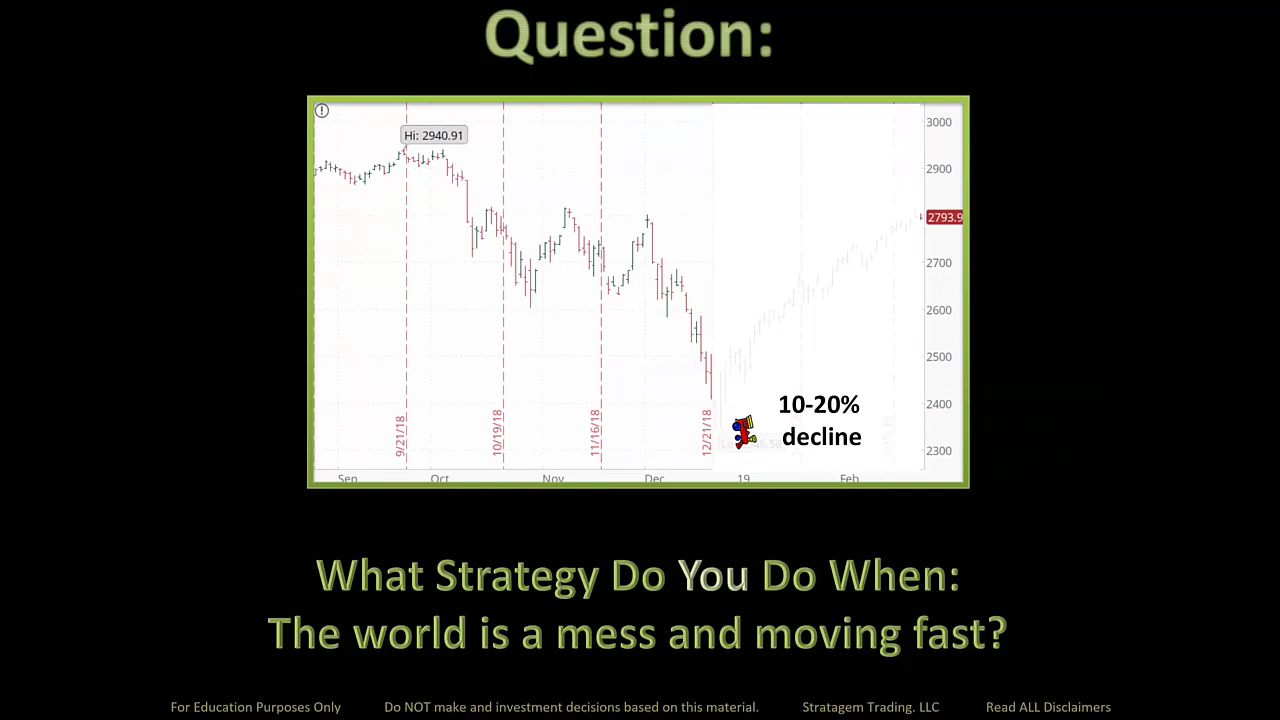 Question:
Hi: 2940.91
3000
2900
2793.9
2700
2600
2500
2400
2300
10-20%
decline
9/21/18
10/19/18
11/16/18
12/21/18
Sep
Oct
Nov
Dec
19
Feb
What Strategy Do You Do When:
The world is a mess and moving fast?
For Education Purposes Only Do NOT make and investment decisions based on this material. Stratagem Trading. LLC Read ALL Disclaimers